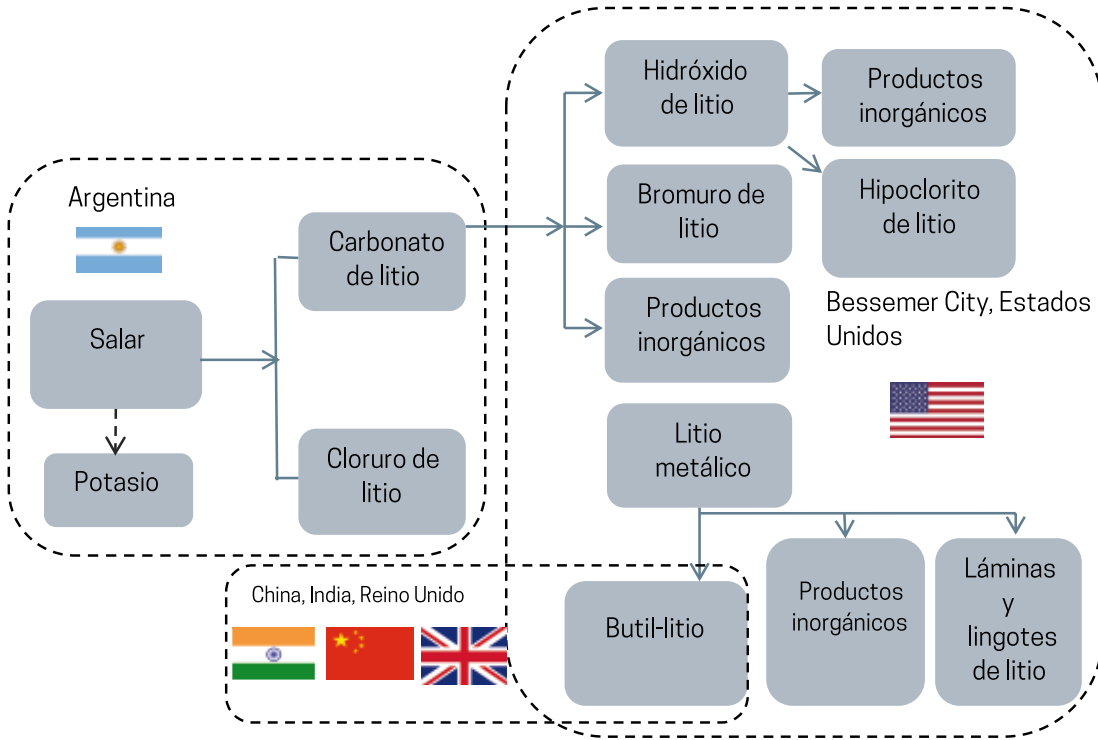 Argentina
Salar
Potasio
Carbonato
de litio
Cloruro de
litio
Hidróxido
de litio
Productos
inorgánicos
Bromuro de
litio
Hipoclorito
de litio
Productos
inorgánicos
Bessemer City, Estados
Unidos
Litio
metálico
China, India, Reino Unido
Butil-litio
Productos
inorgánicos
Láminas
y
lingotes
de litio